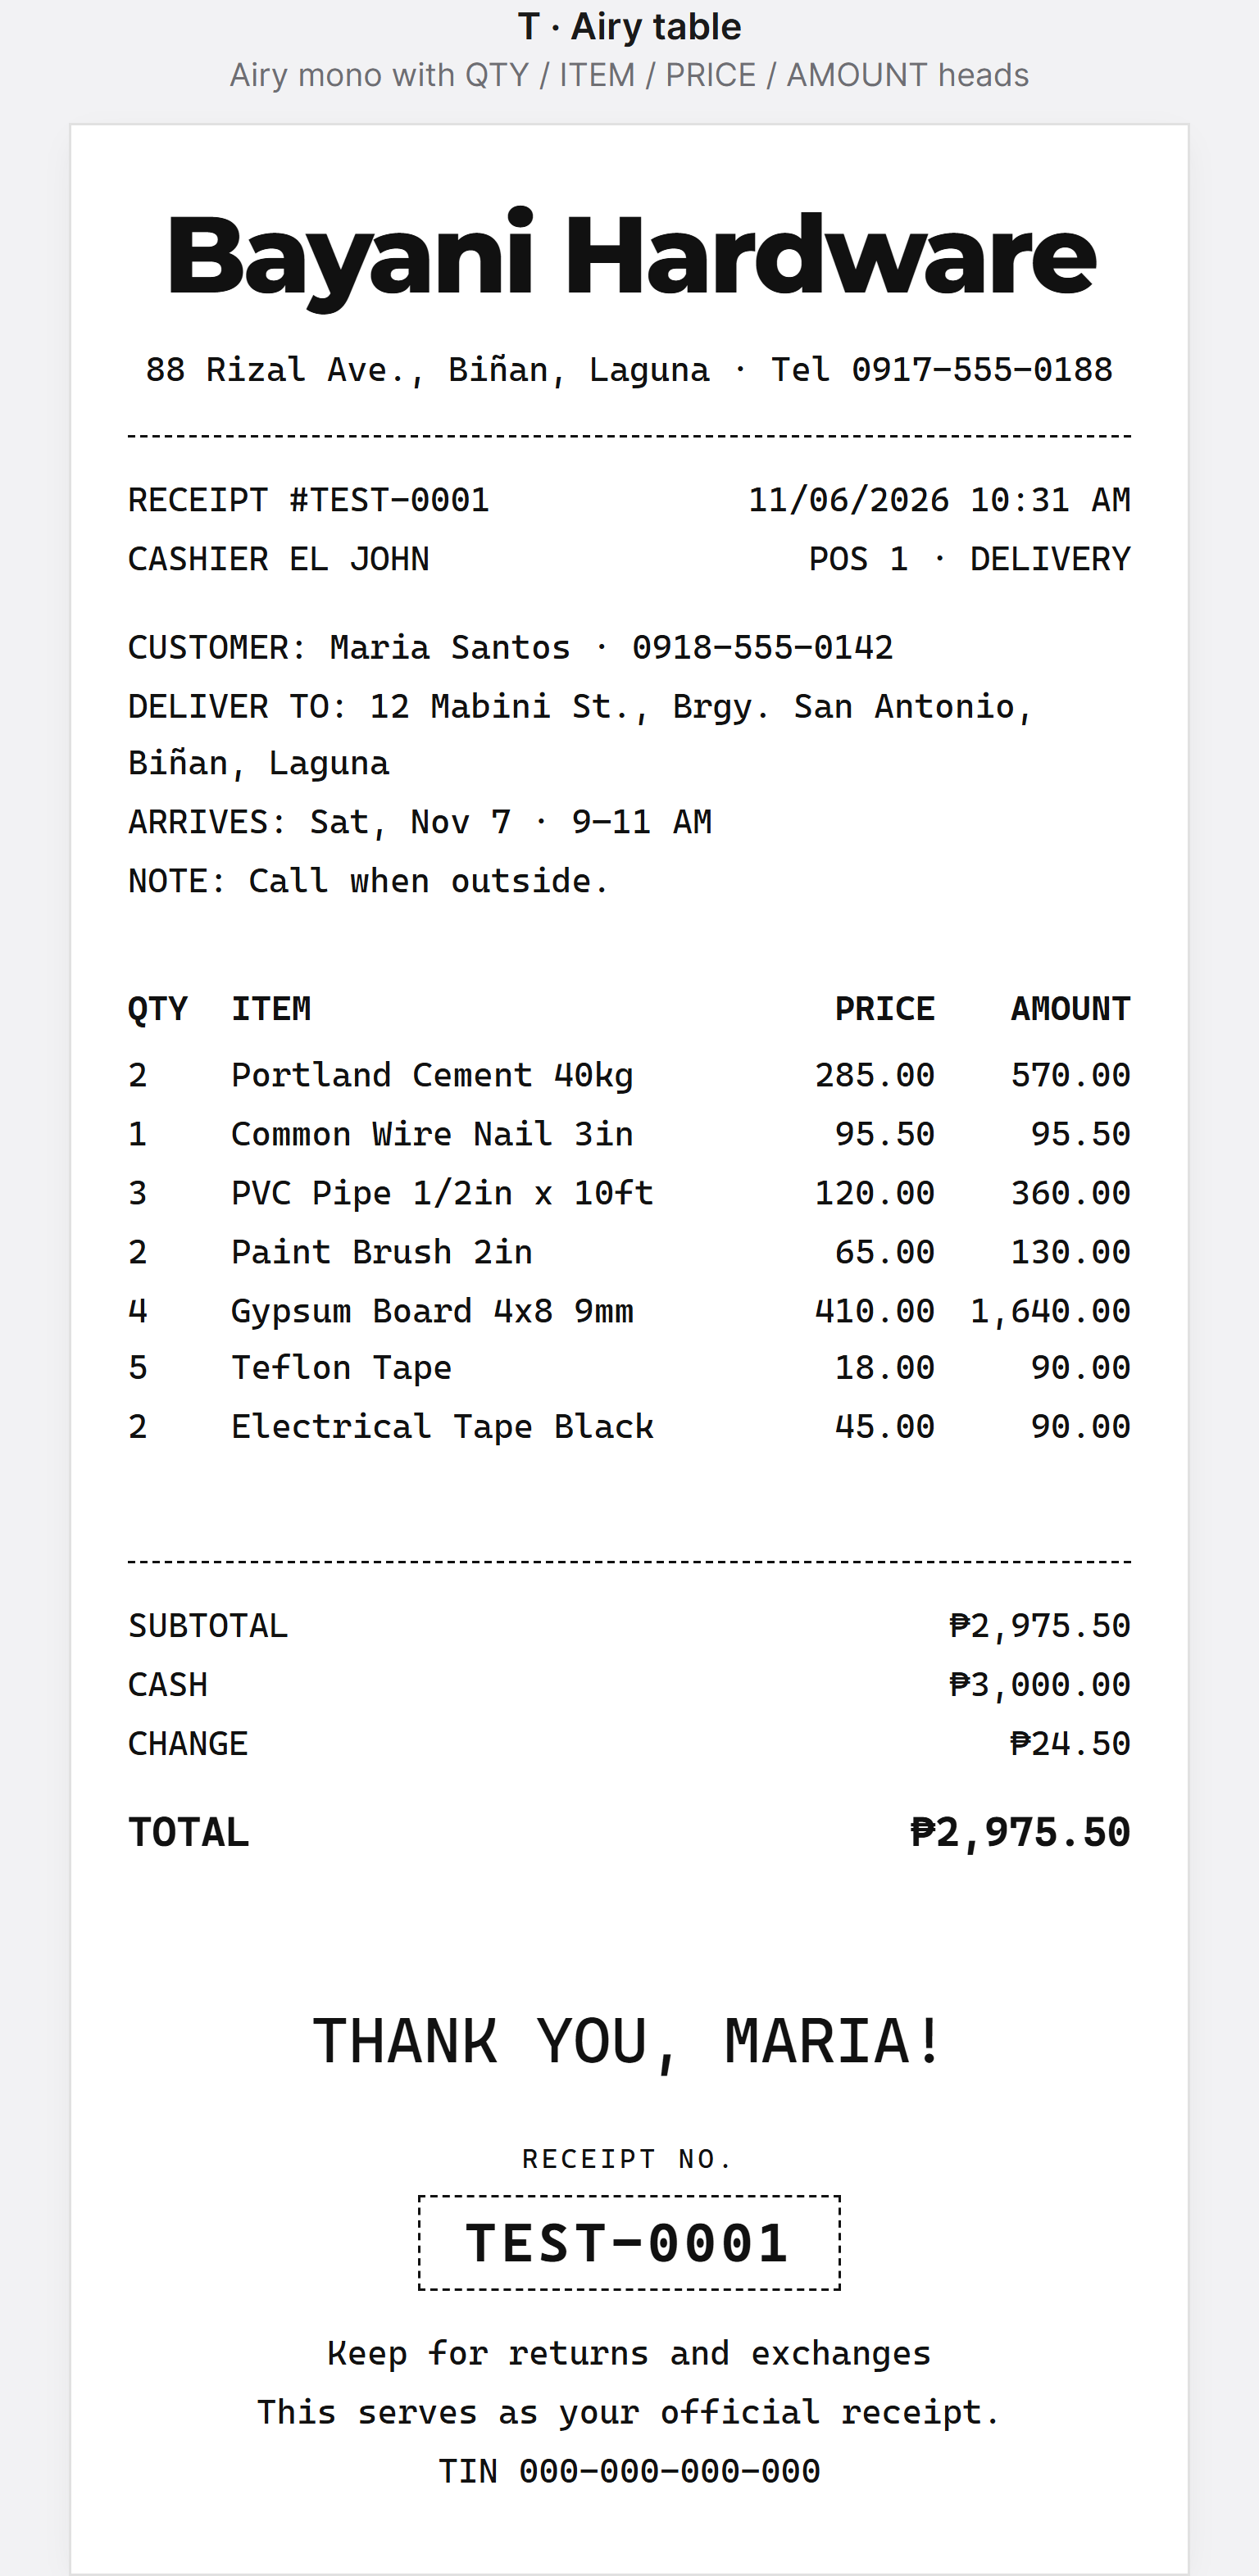 T · Airy table
Airy mono with QTY / ITEM / PRICE / AMOUNT heads
Bayani Hardware
88 Rizal Ave., Biñan, Laguna · Tel 0917-555-0188
RECEIPT #TEST-0001 11/06/2026 10:31 AM
CASHIER EL JOHN POS 1 · DELIVERY
CUSTOMER: Maria Santos · 0918-555-0142
DELIVER TO: 12 Mabini St., Brgy. San Antonio,
Biñan, Laguna
ARRIVES: Sat, Nov 7 · 9–11 AM
NOTE: Call when outside.
QTY ITEM PRICE AMOUNT
2 Portland Cement 40kg 285.00 570.00
1 Common Wire Nail 3in 95.50 95.50
3 PVC Pipe 1/2in x 10ft 120.00 360.00
2 Paint Brush 2in 65.00 130.00
4 Gypsum Board 4x8 9mm 410.00 1,640.00
5 Teflon Tape 18.00 90.00
2 Electrical Tape Black 45.00 90.00
SUBTOTAL ₱2,975.50
CASH ₱3,000.00
CHANGE ₱24.50
TOTAL ₱2,975.50
THANK YOU, MARIA!
RECEIPT NO.
TEST-0001
Keep for returns and exchanges
This serves as your official receipt.
TIN 000-000-000-000